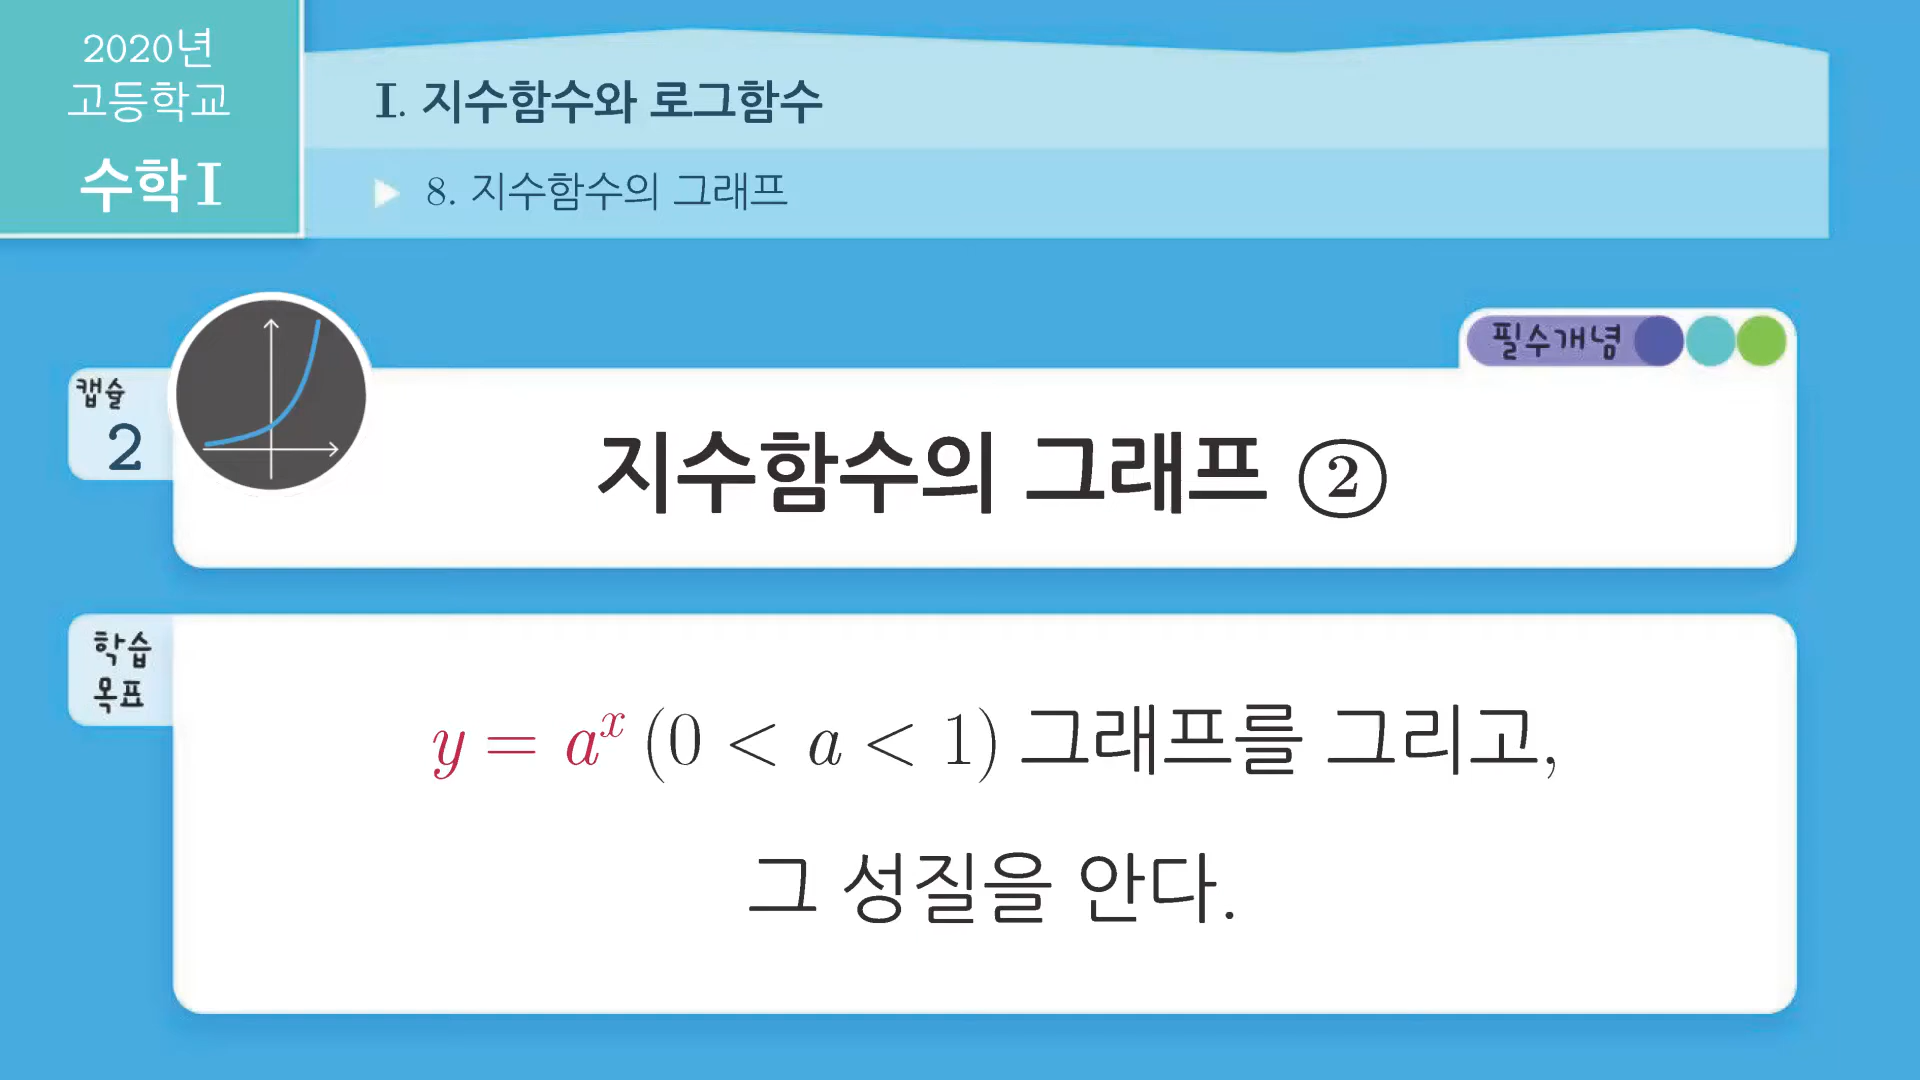 2020년
고등학교
수학 I
I. 지수함수와 로그함수
▶ 8. 지수함수의 그래프
필수개념
캡슐
2
지수함수의 그래프 ②
학습
목표
y = aˣ (0 < a < 1) 그래프를 그리고,
그 성질을 안다.